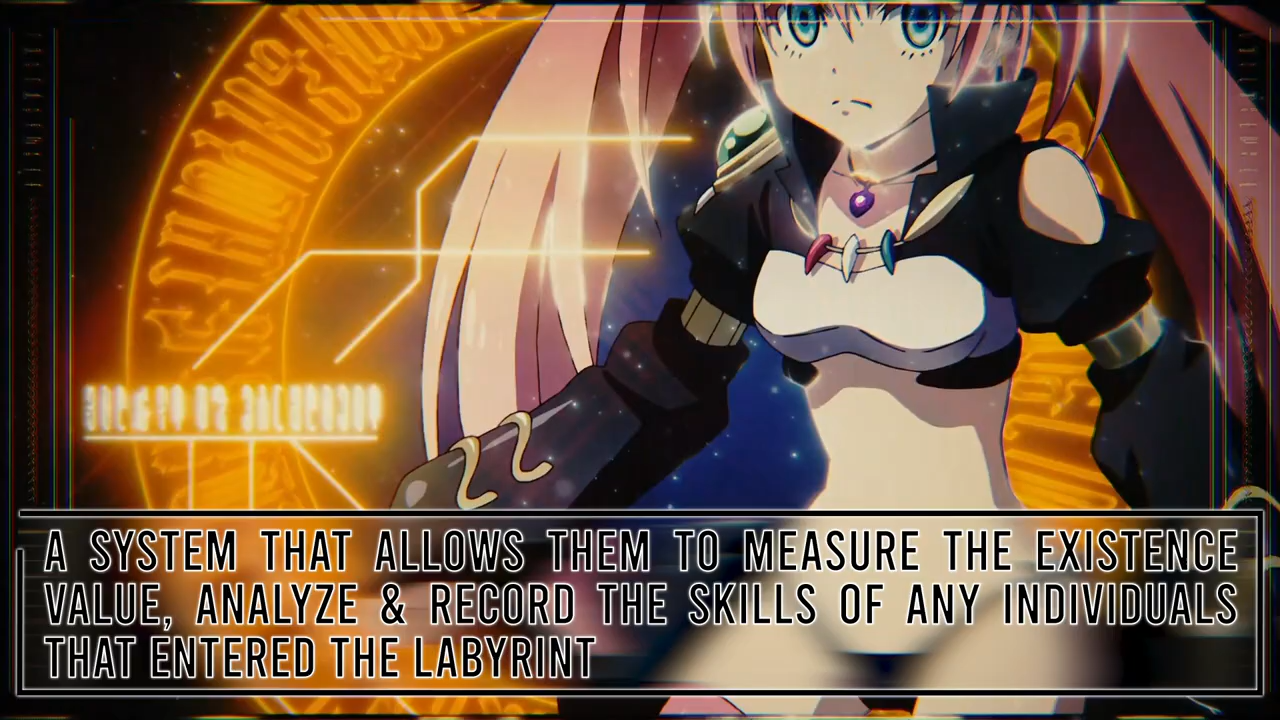 A SYSTEM THAT ALLOWS THEM TO MEASURE THE EXISTENCE
VALUE, ANALYZE & RECORD THE SKILLS OF ANY INDIVIDUALS
THAT ENTERED THE LABYRINT